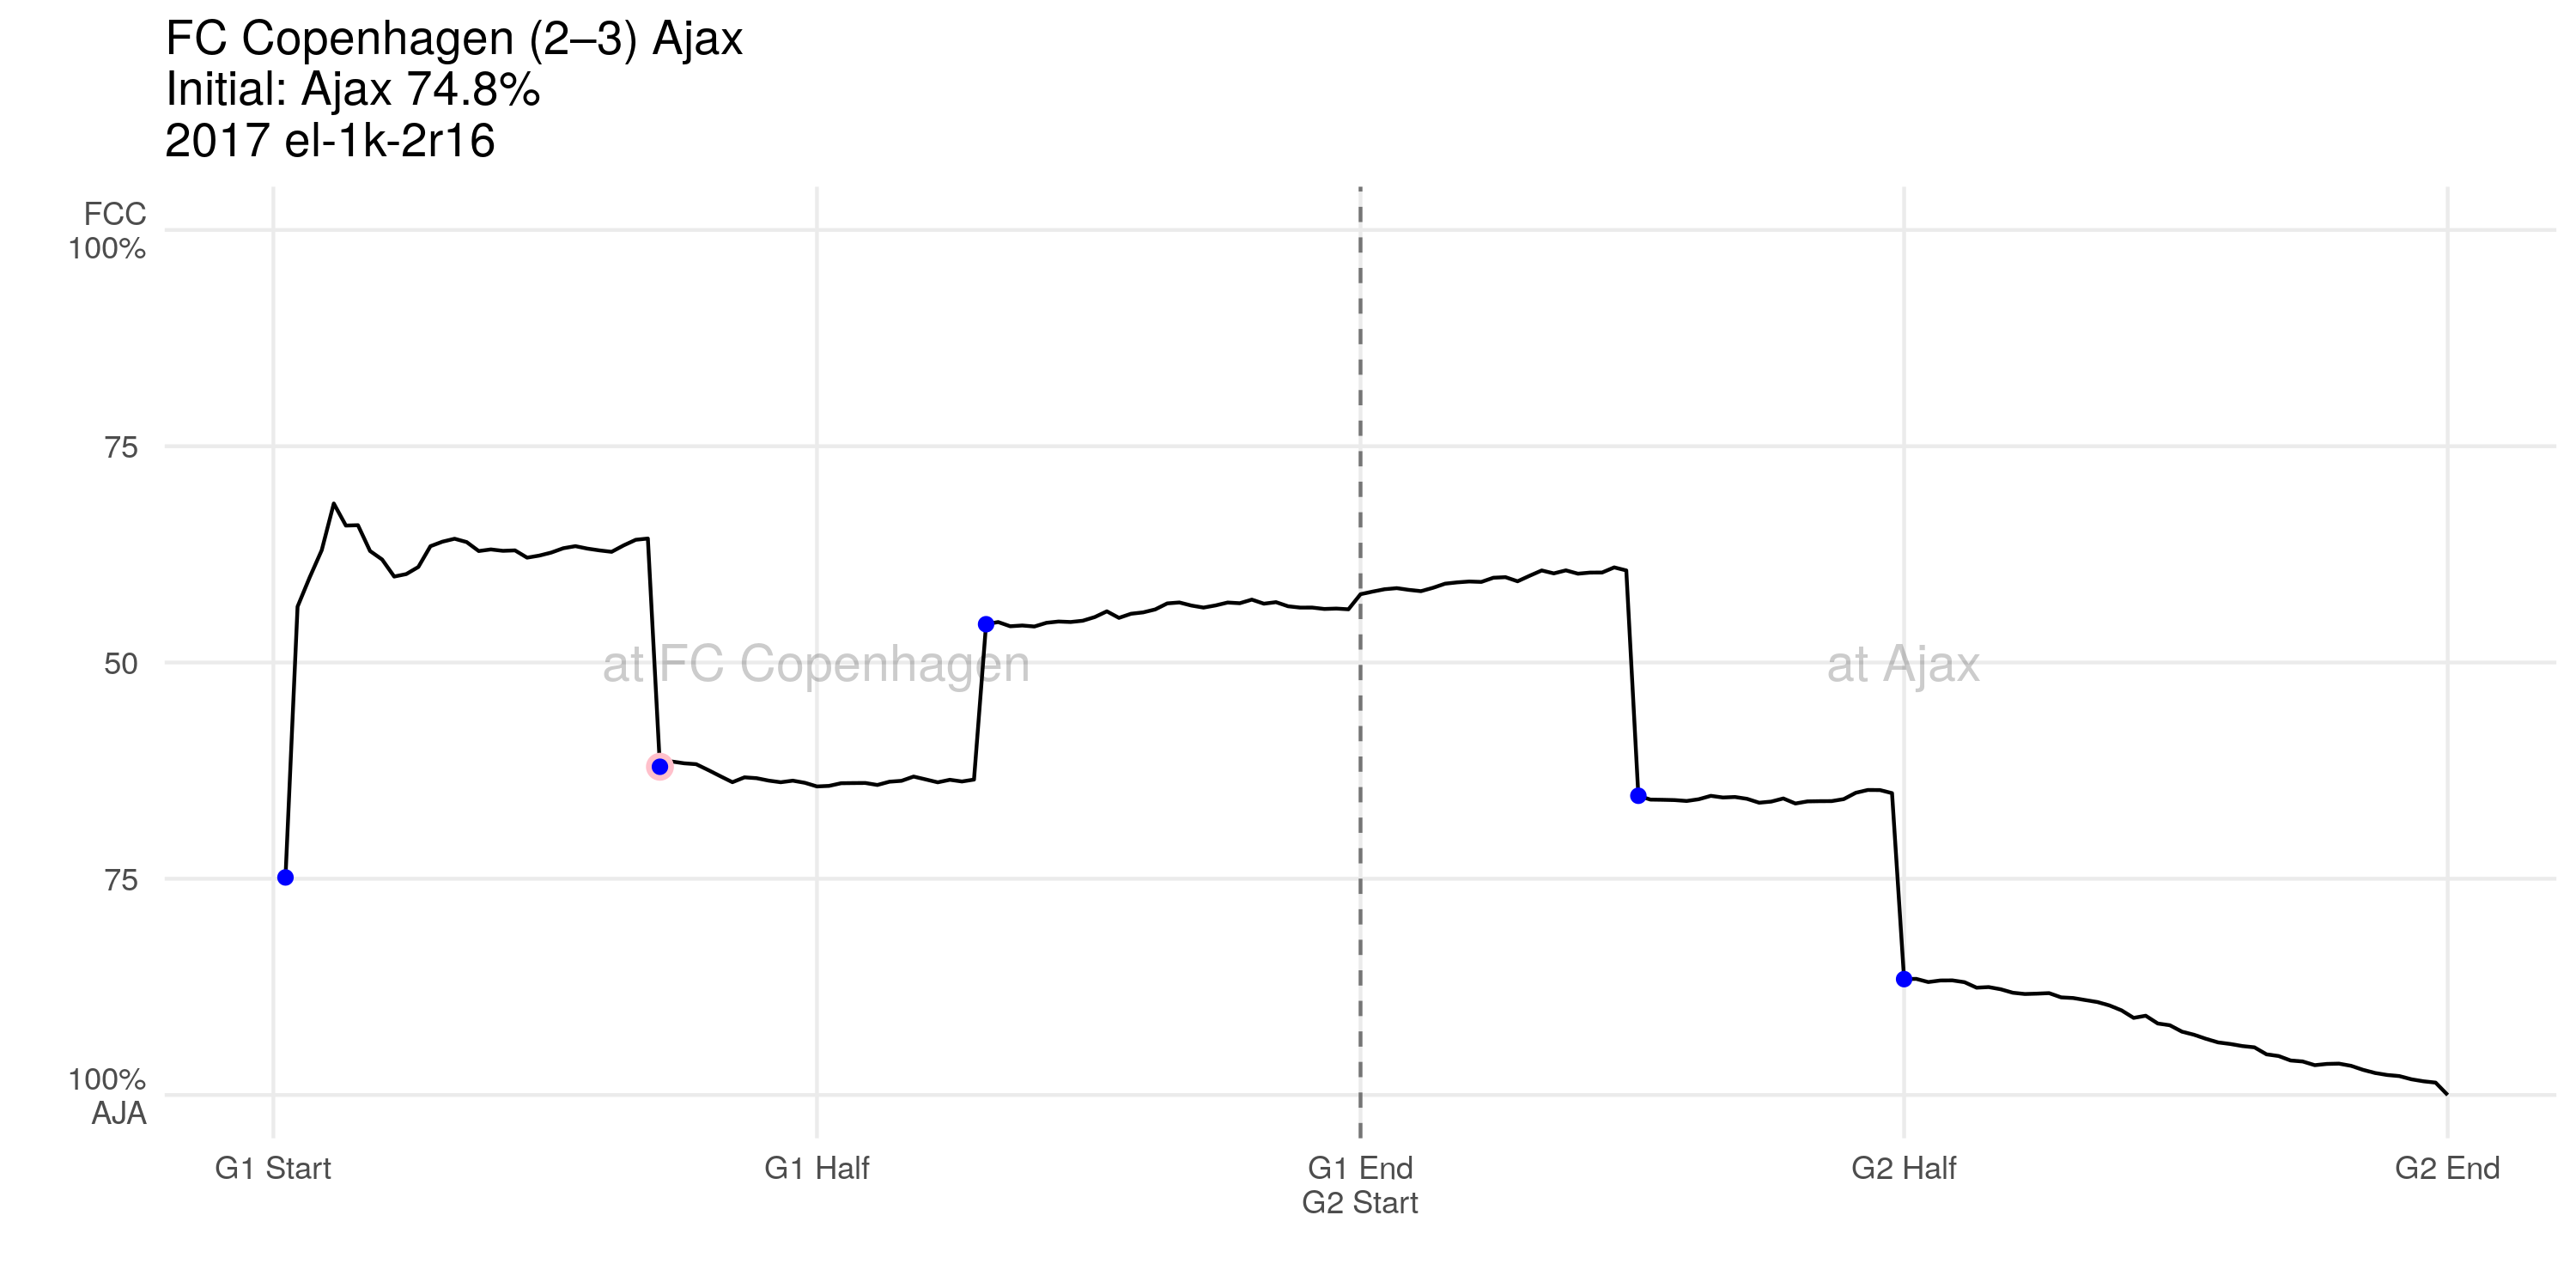 FC Copenhagen (2–3) Ajax
Initial: Ajax 74.8%
2017 el-1k-2r16
FCC
100%
75
50
75
100%
AJA
at FC Copenhagen
at Ajax
G1 Start
G1 Half
G1 End
G2 Start
G2 Half
G2 End